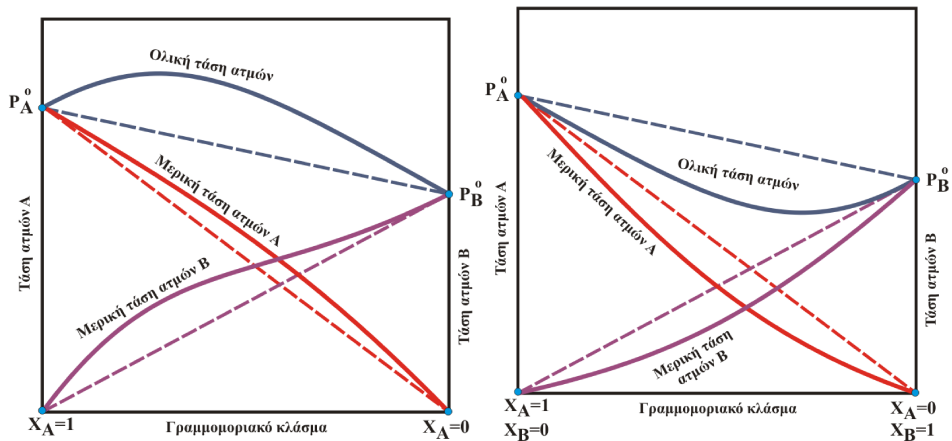 Ολική τάση ατμών
P°A
Μερική τάση ατμών A
P°B
Τάση ατμών A
Μερική τάση ατμών B
Τάση ατμών B
XA=1
Γραμμομοριακό κλάσμα
XA=0
P°A
Ολική τάση ατμών
P°B
Τάση ατμών A
Μερική τάση ατμών A
Τάση ατμών B
Μερική τάση
ατμών B
XA=1
XB=0
Γραμμομοριακό κλάσμα
XA=0
XB=1